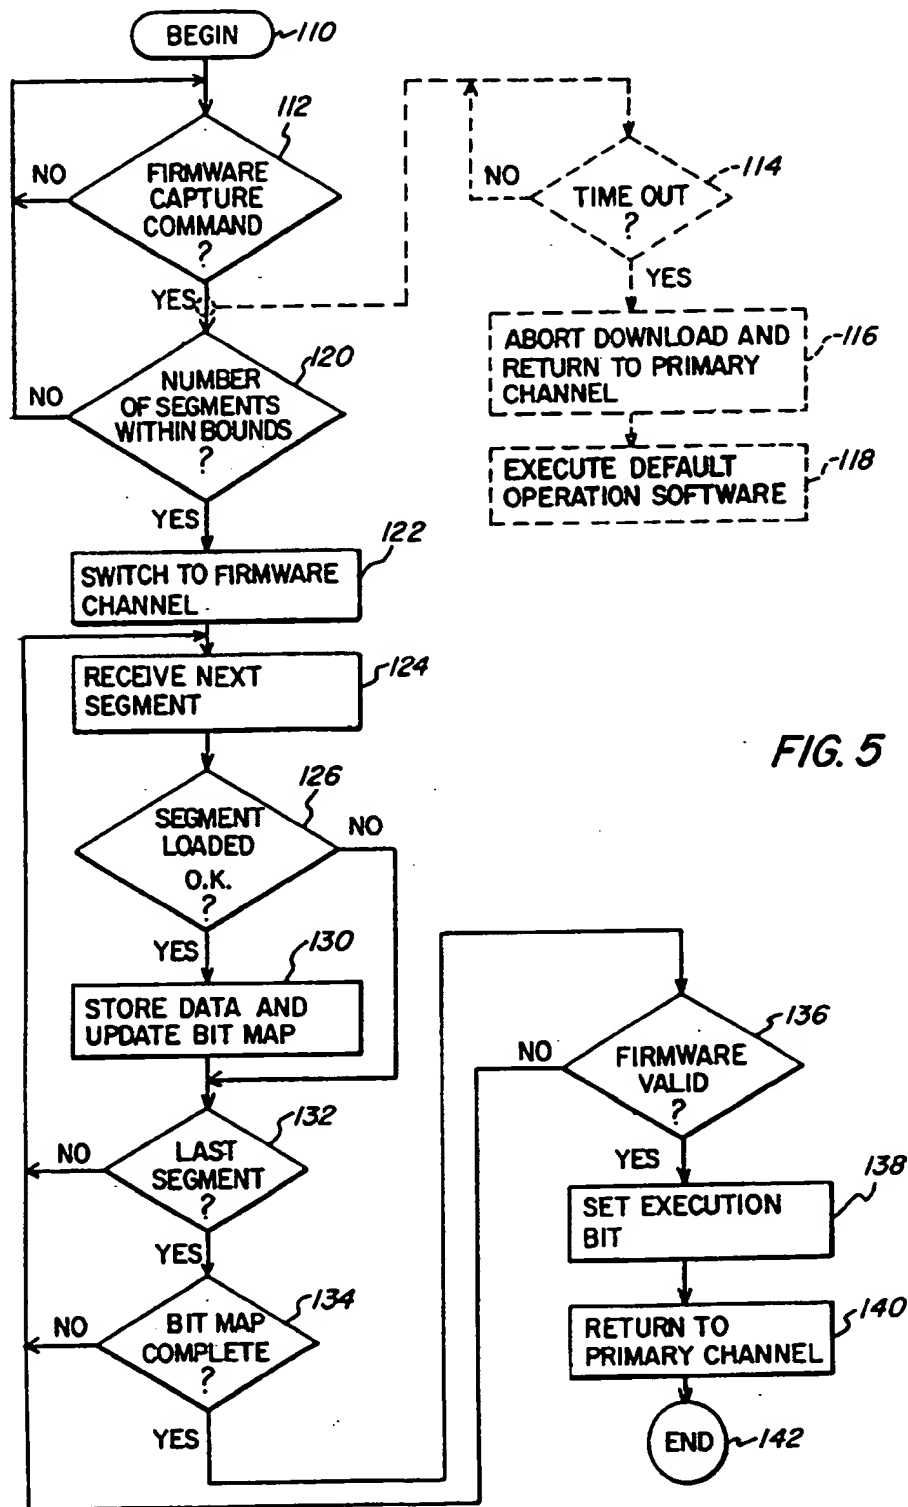 BEGIN
110
112
FIRMWARE
CAPTURE
COMMAND
?
NO
YES
TIME OUT
?
114
NO
YES
ABORT DOWNLOAD AND
RETURN TO PRIMARY
CHANNEL
116
EXECUTE DEFAULT
OPERATION SOFTWARE
118
120
NUMBER
OF SEGMENTS
WITHIN BOUNDS
?
NO
YES
122
SWITCH TO FIRMWARE
CHANNEL
RECEIVE NEXT
SEGMENT
124
FIG. 5
126
SEGMENT
LOADED
O.K.
?
NO
YES
130
STORE DATA AND
UPDATE BIT MAP
132
LAST
SEGMENT
?
NO
YES
134
BIT MAP
COMPLETE
?
NO
YES
136
FIRMWARE
VALID
?
NO
YES
138
SET EXECUTION
BIT
140
RETURN TO
PRIMARY CHANNEL
END
142